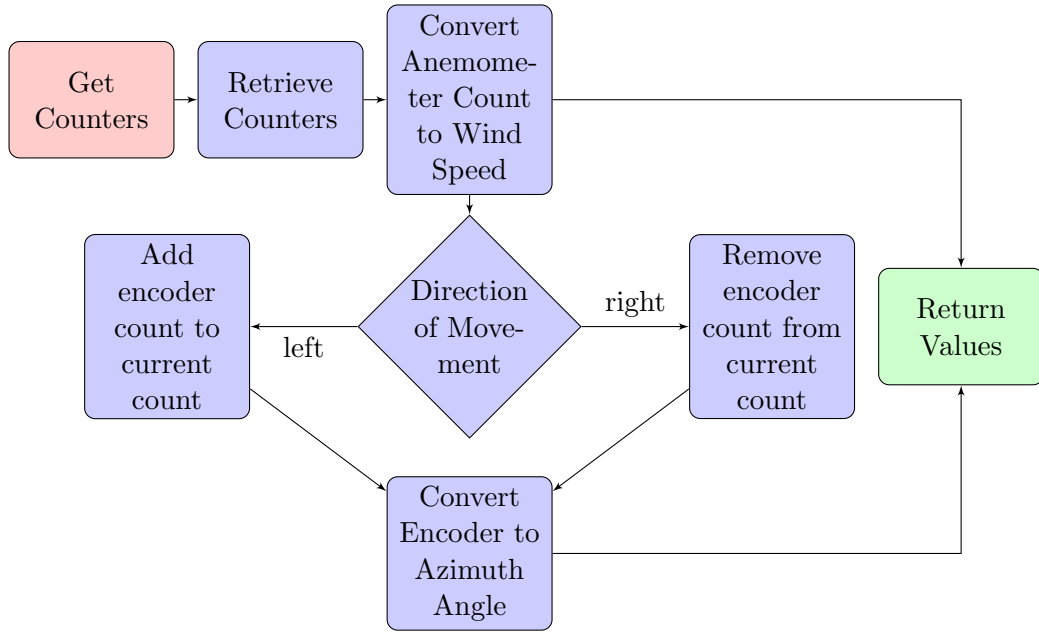 Get
Counters
Retrieve
Counters
Convert
Anemome-
ter Count
to Wind
Speed
Add
encoder
count to
current
count
left
Direction
of Move-
ment
right
Remove
encoder
count from
current
count
Return
Values
Convert
Encoder to
Azimuth
Angle